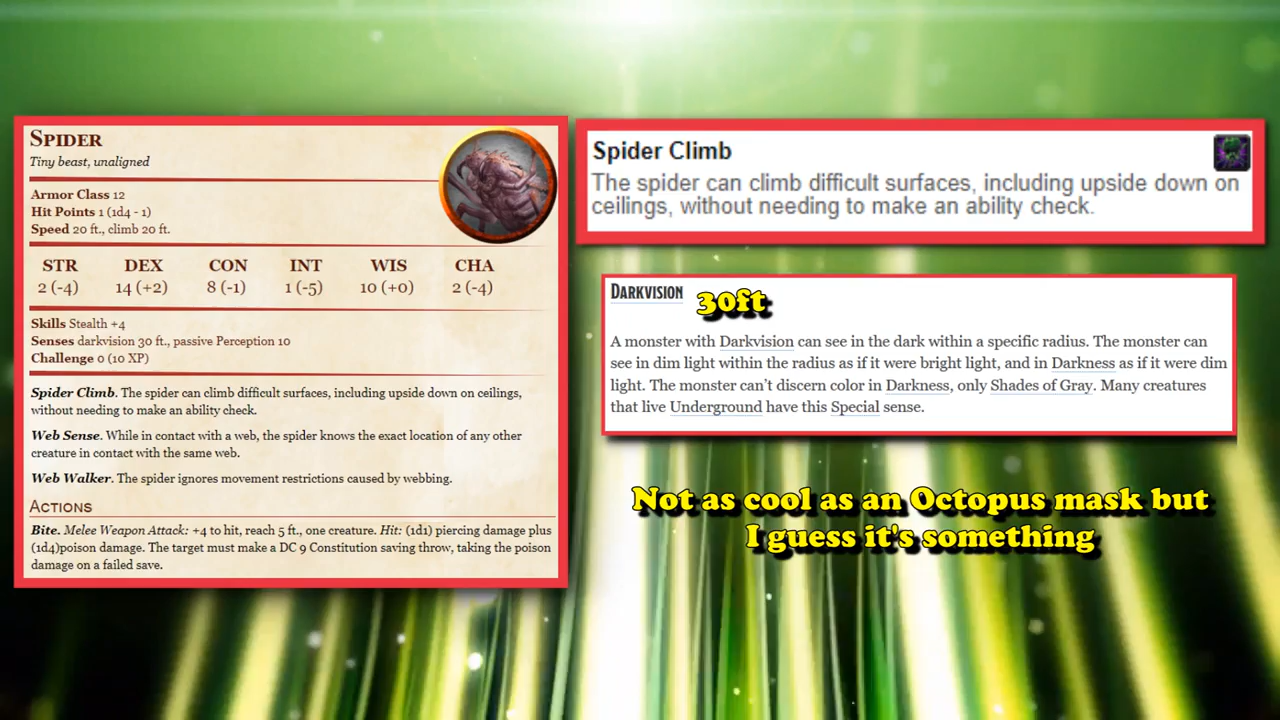 SPIDER
Tiny beast, unaligned
Armor Class 12
Hit Points 1 (1d4 - 1)
Speed 20 ft., climb 20 ft.
STR DEX CON INT WIS CHA
2 (-4) 14 (+2) 8 (-1) 1 (-5) 10 (+0) 2 (-4)
Skills Stealth +4
Senses darkvision 30 ft., passive Perception 10
Challenge 0 (10 XP)
Spider Climb. The spider can climb difficult surfaces, including upside down on ceilings,
without needing to make an ability check.
Web Sense. While in contact with a web, the spider knows the exact location of any other
creature in contact with the same web.
Web Walker. The spider ignores movement restrictions caused by webbing.
ACTIONS
Bite. Melee Weapon Attack: +4 to hit, reach 5 ft., one creature. Hit: (1d1) piercing damage plus
(1d4)poison damage. The target must make a DC 9 Constitution saving throw, taking the poison
damage on a failed save.
Spider Climb
The spider can climb difficult surfaces, including upside down on
ceilings, without needing to make an ability check.
DARKVISION 30ft
A monster with Darkvision can see in the dark within a specific radius. The monster can
see in dim light within the radius as if it were bright light, and in Darkness as if it were dim
light. The monster can't discern color in Darkness, only Shades of Gray. Many creatures
that live Underground have this Special sense.
Not as cool as an Octopus mask but
I guess it's something